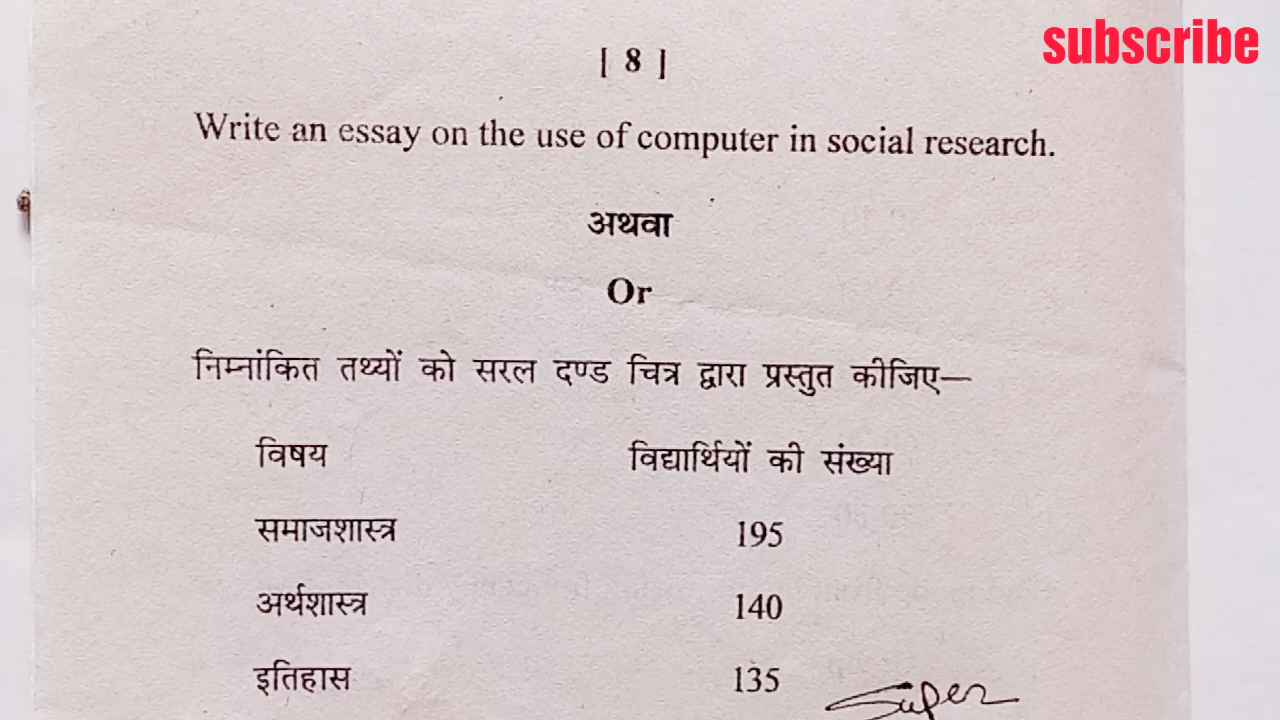 subscribe
[ 8 ]
Write an essay on the use of computer in social research.
अथवा
Or
निम्नांकित तथ्यों को सरल दण्ड चित्र द्वारा प्रस्तुत कीजिए—
विषय विद्यार्थियों की संख्या
समाजशास्त्र 195
अर्थशास्त्र 140
इतिहास 135
Super